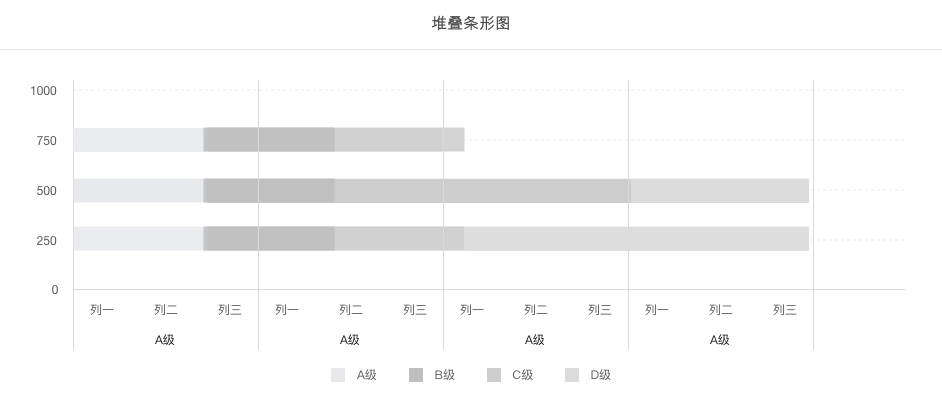 堆叠条形图
1000
750
500
250
0
列一 列二 列三 列一 列二 列三 列一 列二 列三 列一 列二 列三
A级 A级 A级 A级
A级 B级 C级 D级